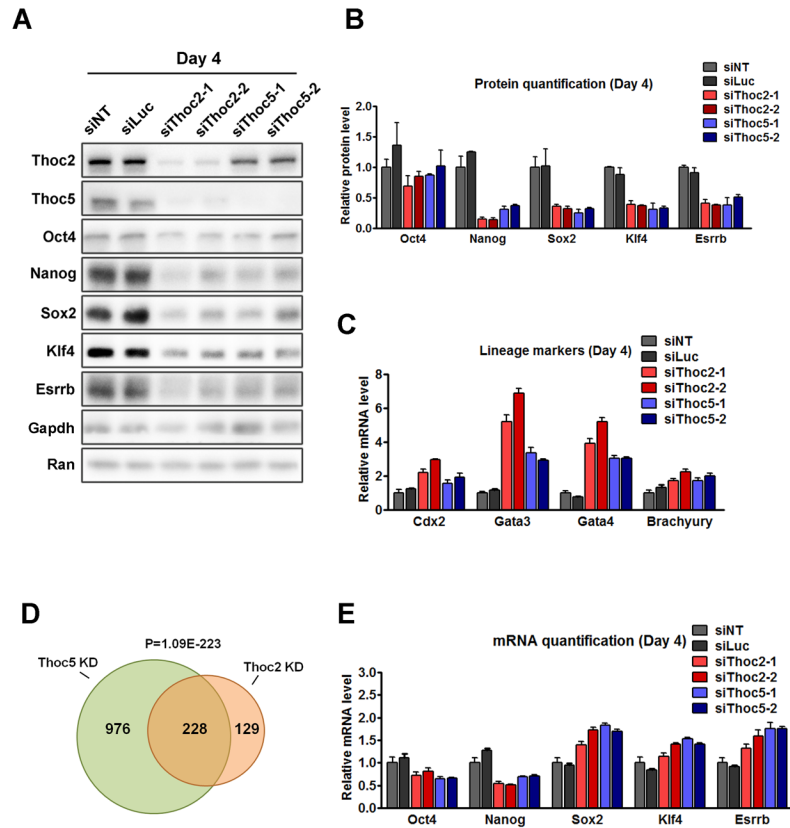 A
Day 4
siNT siLuc siThoc2-1 siThoc2-2 siThoc5-1 siThoc5-2
Thoc2
Thoc5
Oct4
Nanog
Sox2
Klf4
Esrrb
Gapdh
Ran
B
Protein quantification (Day 4)
siNT
siLuc
siThoc2-1
siThoc2-2
siThoc5-1
siThoc5-2
Relative protein level
2.0
1.5
1.0
0.5
0.0
Oct4 Nanog Sox2 Klf4 Esrrb
C
Lineage markers (Day 4)
siNT
siLuc
siThoc2-1
siThoc2-2
siThoc5-1
siThoc5-2
Relative mRNA level
8
6
4
2
0
Cdx2 Gata3 Gata4 Brachyury
D
P=1.09E-223
Thoc5 KD
Thoc2 KD
976 228 129
E
mRNA quantification (Day 4)
siNT
siLuc
siThoc2-1
siThoc2-2
siThoc5-1
siThoc5-2
Relative mRNA level
3.0
2.5
2.0
1.5
1.0
0.5
0.0
Oct4 Nanog Sox2 Klf4 Esrrb